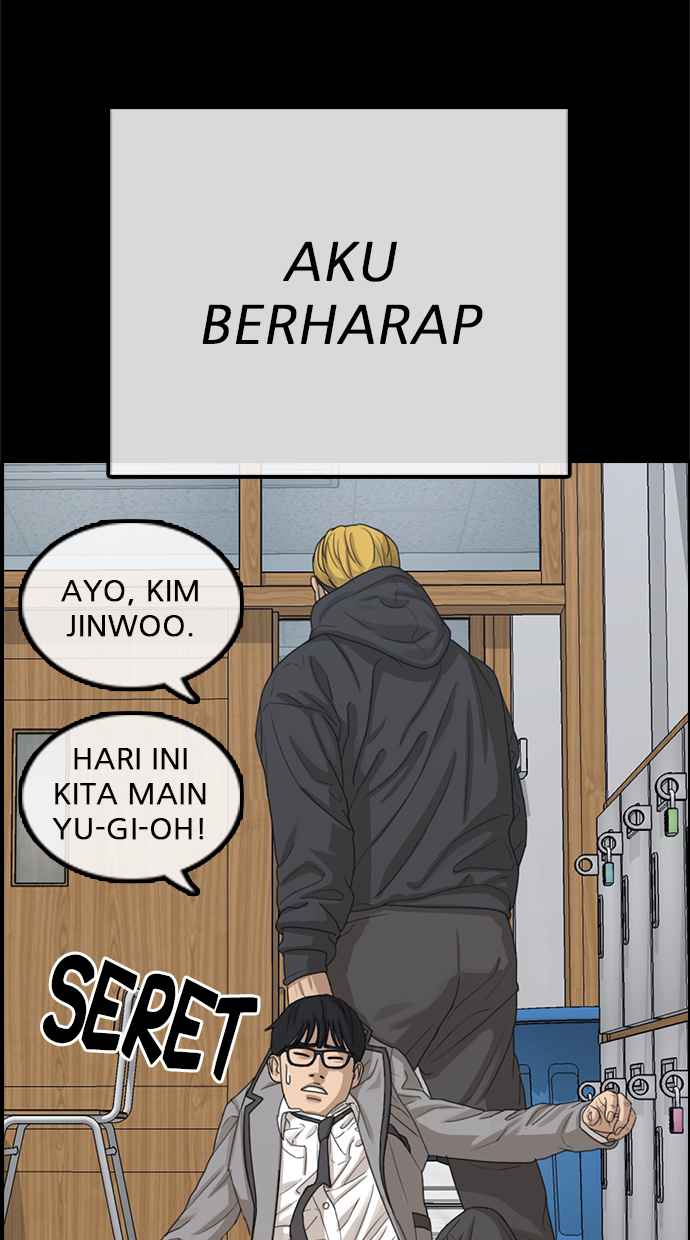 AKU
BERHARAP
AYO, KIM
JINWOO.
HARI INI
KITA MAIN
YU-GI-OH!
SERET